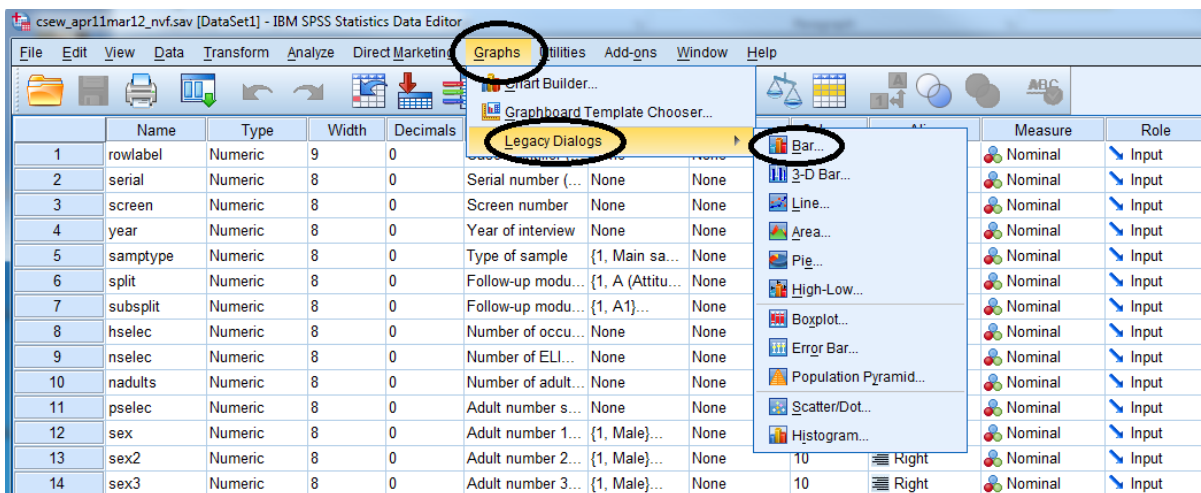 csew_apr11mar12_nvf.sav [DataSet1] - IBM SPSS Statistics Data Editor
File Edit View Data Transform Analyze Direct Marketing Graphs Utilities Add-ons Window Help
Chart Builder...
Graphboard Template Chooser...
Legacy Dialogs
Bar...
3-D Bar...
Line...
Area...
Pie...
High-Low...
Boxplot...
Error Bar...
Population Pyramid...
Scatter/Dot...
Histogram...
Name Type Width Decimals Measure Role
1 rowlabel Numeric 9 0 Nominal Input
2 serial Numeric 8 0 Serial number (... None None Nominal Input
3 screen Numeric 8 0 Screen number None None Nominal Input
4 year Numeric 8 0 Year of interview None None Nominal Input
5 samptype Numeric 8 0 Type of sample {1, Main sa... None Nominal Input
6 split Numeric 8 0 Follow-up modu... {1, A (Attitu... None Nominal Input
7 subsplit Numeric 8 0 Follow-up modu... {1, A1}... None Nominal Input
8 hselec Numeric 8 0 Number of occu... None None Nominal Input
9 nselec Numeric 8 0 Number of ELI... None None Nominal Input
10 nadults Numeric 8 0 Number of adult... None None Nominal Input
11 pselec Numeric 8 0 Adult number s... None None Nominal Input
12 sex Numeric 8 0 Adult number 1... {1, Male}... None Nominal Input
13 sex2 Numeric 8 0 Adult number 2... {1, Male}... None 10 Right Nominal Input
14 sex3 Numeric 8 0 Adult number 3... {1, Male}... None 10 Right Nominal Input